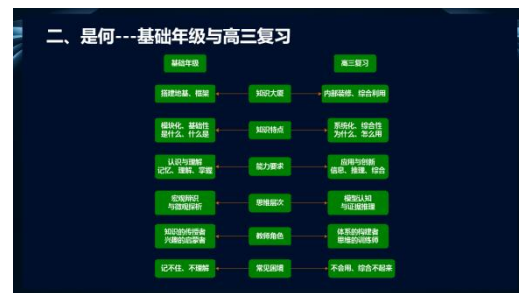 二、是何---基础年级与高三复习
基础年级
高三复习
搭建地基、框架
知识大厦
内部装修、综合利用
模块化、基础性
是什么、什么是
知识特点
系统化、综合性
为什么、怎么用
认识与理解
记忆、理解、掌握
能力要求
应用与创新
信息、推理、综合
宏观辨识
与微观探析
思维层次
模型认知
与证据推理
知识的传授者
兴趣的启蒙者
教师角色
体系的构建者
思维的训练师
记不住、不理解
常见困境
不会用、综合不起来